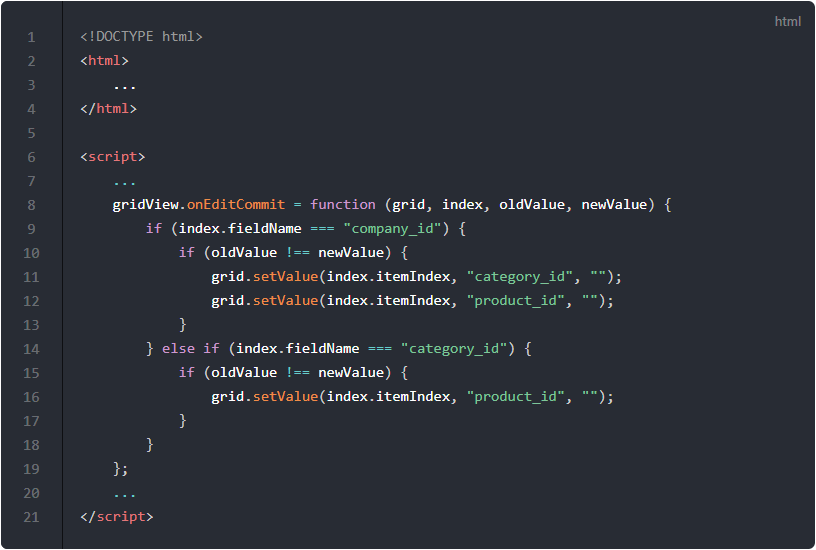 html
1 <!DOCTYPE html>
2 <html>
3     ...
4 </html>
5
6 <script>
7     ...
8     gridView.onEditCommit = function (grid, index, oldValue, newValue) {
9         if (index.fieldName === "company_id") {
10             if (oldValue !== newValue) {
11                 grid.setValue(index.itemIndex, "category_id", "");
12                 grid.setValue(index.itemIndex, "product_id", "");
13             }
14         } else if (index.fieldName === "category_id") {
15             if (oldValue !== newValue) {
16                 grid.setValue(index.itemIndex, "product_id", "");
17             }
18         }
19     };
20     ...
21 </script>